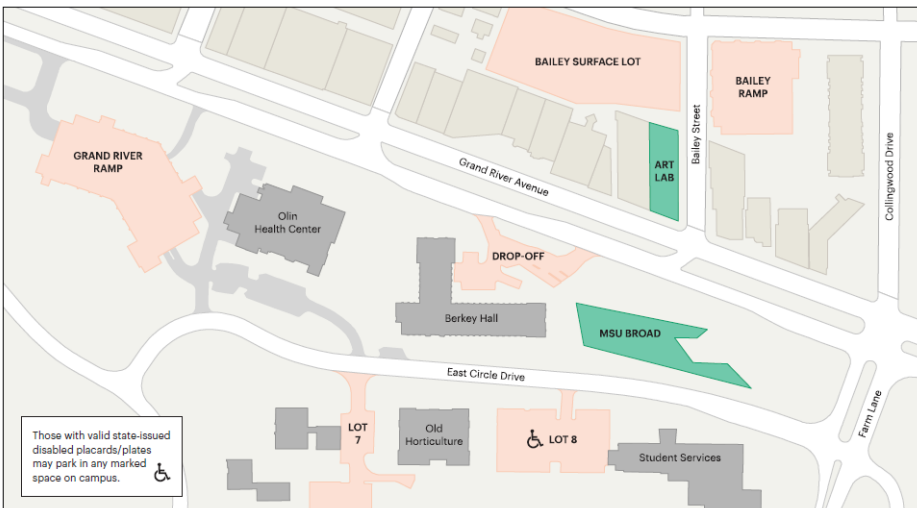 BAILEY SURFACE LOT
BAILEY
RAMP
Bailey Street
Collingwood Drive
GRAND RIVER
RAMP
Grand River Avenue
ART
LAB
Olin
Health Center
DROP-OFF
Berkey Hall
MSU BROAD
East Circle Drive
Farm Lane
LOT
7
Old
Horticulture
LOT 8
Student Services
Those with valid state-issued
disabled placards/plates
may park in any marked
space on campus.